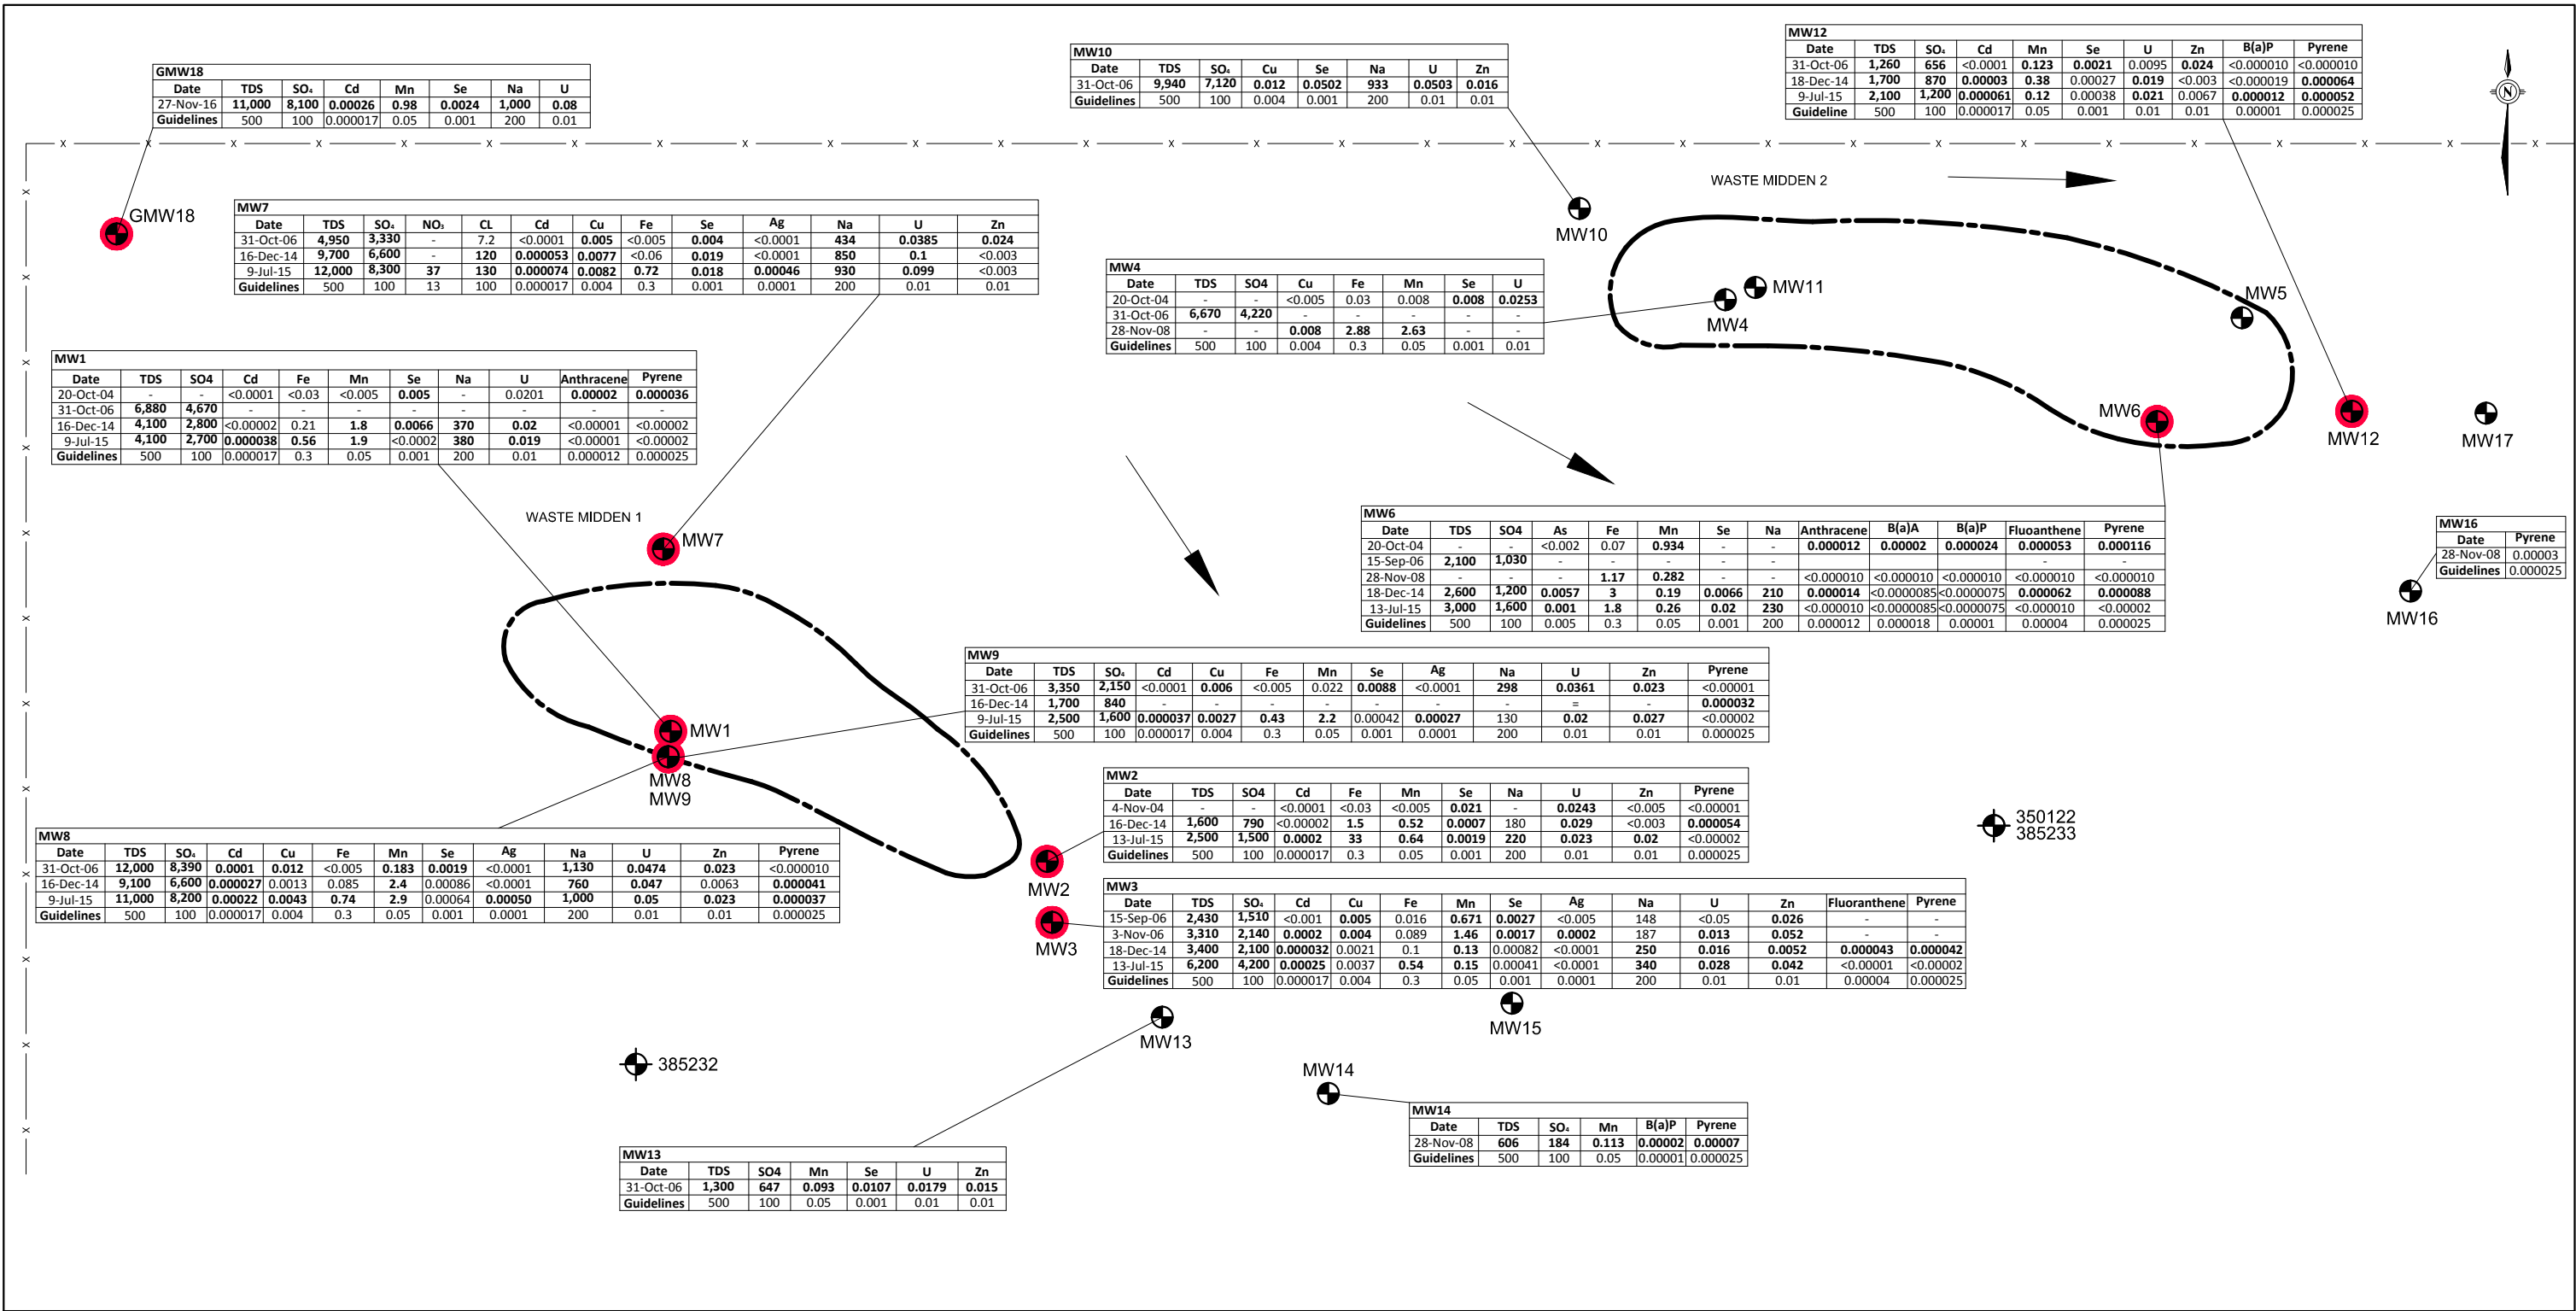 GMW18
Date TDS SO₄ Cd Mn Se Na U
27-Nov-16 11,000 8,100 0.00026 0.98 0.0024 1,000 0.08
Guidelines 500 100 0.000017 0.05 0.001 200 0.01
MW10
Date TDS SO₄ Cu Se Na U Zn
31-Oct-06 9,940 7,120 0.012 0.0502 933 0.0503 0.016
Guidelines 500 100 0.004 0.001 200 0.01 0.01
MW12
Date TDS SO₄ Cd Mn Se U Zn B(a)P Pyrene
31-Oct-06 1,260 656 <0.0001 0.123 0.0021 0.0095 0.024 <0.000010 <0.000010
18-Dec-14 1,700 870 0.00003 0.38 0.00027 0.019 <0.003 <0.000019 0.000064
9-Jul-15 2,100 1,200 0.000061 0.12 0.00038 0.021 0.0067 0.000012 0.000052
Guideline 500 100 0.000017 0.05 0.001 0.01 0.01 0.00001 0.000025
N
GMW18
MW7
Date TDS SO₄ NO₃ CL Cd Cu Fe Se Ag Na U Zn
31-Oct-06 4,950 3,330 - 7.2 <0.0001 0.005 <0.005 0.004 <0.0001 434 0.0385 0.024
16-Dec-14 9,700 6,600 - 120 0.000053 0.0077 <0.06 0.019 <0.0001 850 0.1 <0.003
9-Jul-15 12,000 8,300 37 130 0.000074 0.0082 0.72 0.018 0.00046 930 0.099 <0.003
Guidelines 500 100 13 100 0.000017 0.004 0.3 0.001 0.0001 200 0.01 0.01
WASTE MIDDEN 2
MW10
MW4
Date TDS SO4 Cu Fe Mn Se U
20-Oct-04 - - <0.005 0.03 0.008 0.008 0.0253
31-Oct-06 6,670 4,220 - - - - -
28-Nov-08 - - 0.008 2.88 2.63 - -
Guidelines 500 100 0.004 0.3 0.05 0.001 0.01
MW11
MW4
MW5
MW1
Date TDS SO4 Cd Fe Mn Se Na U Anthracene Pyrene
20-Oct-04 - - <0.0001 <0.03 <0.005 0.005 - 0.0201 0.00002 0.000036
31-Oct-06 6,880 4,670 - - - - - - - -
16-Dec-14 4,100 2,800 <0.00002 0.21 1.8 0.0066 370 0.02 <0.00001 <0.00002
9-Jul-15 4,100 2,700 0.000038 0.56 1.9 <0.0002 380 0.019 <0.00001 <0.00002
Guidelines 500 100 0.000017 0.3 0.05 0.001 200 0.01 0.000012 0.000025
MW6
MW12
MW17
WASTE MIDDEN 1
MW7
MW6
Date TDS SO4 As Fe Mn Se Na Anthracene B(a)A B(a)P Fluoanthene Pyrene
20-Oct-04 - - <0.002 0.07 0.934 - - 0.000012 0.00002 0.000024 0.000053 0.000116
15-Sep-06 2,100 1,030 - - - - - - -
28-Nov-08 - - - 1.17 0.282 - - <0.000010 <0.000010 <0.000010 <0.000010 <0.000010
18-Dec-14 2,600 1,200 0.0057 3 0.19 0.0066 210 0.000014 <0.0000085 <0.0000075 0.000062 0.000088
13-Jul-15 3,000 1,600 0.001 1.8 0.26 0.02 230 <0.000010 <0.0000085 <0.0000075 <0.000010 <0.00002
Guidelines 500 100 0.005 0.3 0.05 0.001 200 0.000012 0.000018 0.00001 0.00004 0.000025
MW16
Date Pyrene
28-Nov-08 0.00003
Guidelines 0.000025
MW16
MW9
Date TDS SO₄ Cd Cu Fe Mn Se Ag Na U Zn Pyrene
31-Oct-06 3,350 2,150 <0.0001 0.006 <0.005 0.022 0.0088 <0.0001 298 0.0361 0.023 <0.00001
16-Dec-14 1,700 840 - - - - - - - = - 0.000032
9-Jul-15 2,500 1,600 0.000037 0.0027 0.43 2.2 0.00042 0.00027 130 0.02 0.027 <0.00002
Guidelines 500 100 0.000017 0.004 0.3 0.05 0.001 0.0001 200 0.01 0.01 0.000025
MW1
MW8
MW9
MW2
Date TDS SO4 Cd Fe Mn Se Na U Zn Pyrene
4-Nov-04 - - <0.0001 <0.03 <0.005 0.021 - 0.0243 <0.005 <0.00001
16-Dec-14 1,600 790 <0.00002 1.5 0.52 0.0007 180 0.029 <0.003 0.000054
13-Jul-15 2,500 1,500 0.0002 33 0.64 0.0019 220 0.023 0.02 <0.00002
Guidelines 500 100 0.000017 0.3 0.05 0.001 200 0.01 0.01 0.000025
350122
385233
MW8
Date TDS SO₄ Cd Cu Fe Mn Se Ag Na U Zn Pyrene
31-Oct-06 12,000 8,390 0.0001 0.012 <0.005 0.183 0.0019 <0.0001 1,130 0.0474 0.023 <0.000010
16-Dec-14 9,100 6,600 0.000027 0.0013 0.085 2.4 0.00086 <0.0001 760 0.047 0.0063 0.000041
9-Jul-15 11,000 8,200 0.00022 0.0043 0.74 2.9 0.00064 0.00050 1,000 0.05 0.023 0.000037
Guidelines 500 100 0.000017 0.004 0.3 0.05 0.001 0.0001 200 0.01 0.01 0.000025
MW2
MW3
MW3
Date TDS SO₄ Cd Cu Fe Mn Se Ag Na U Zn Fluoranthene Pyrene
15-Sep-06 2,430 1,510 <0.001 0.005 0.016 0.671 0.0027 <0.005 148 <0.05 0.026 - -
3-Nov-06 3,310 2,140 0.0002 0.004 0.089 1.46 0.0017 0.0002 187 0.013 0.052 - -
18-Dec-14 3,400 2,100 0.000032 0.0021 0.1 0.13 0.00082 <0.0001 250 0.016 0.0052 0.000043 0.000042
13-Jul-15 6,200 4,200 0.00025 0.0037 0.54 0.15 0.00041 <0.0001 340 0.028 0.042 <0.00001 <0.00002
Guidelines 500 100 0.000017 0.004 0.3 0.05 0.001 0.0001 200 0.01 0.01 0.00004 0.000025
MW13
MW15
385232
MW14
MW14
Date TDS SO₄ Mn B(a)P Pyrene
28-Nov-08 606 184 0.113 0.00002 0.00007
Guidelines 500 100 0.05 0.00001 0.000025
MW13
Date TDS SO4 Mn Se U Zn
31-Oct-06 1,300 647 0.093 0.0107 0.0179 0.015
Guidelines 500 100 0.05 0.001 0.01 0.01